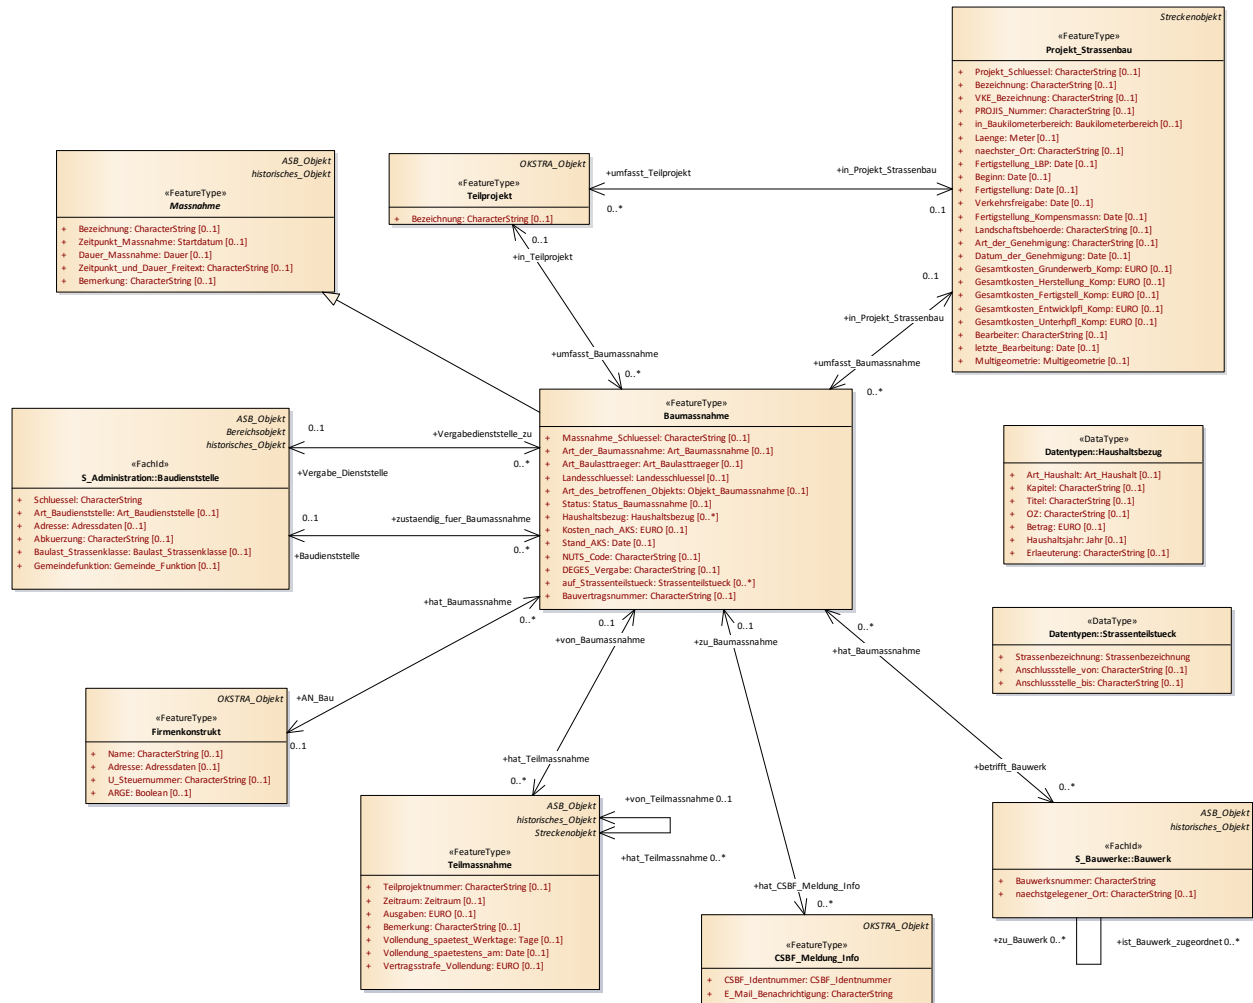 Streckenobjekt
«FeatureType»
Projekt_Strassenbau
+ Projekt_Schluessel: CharacterString [0..1]
+ Bezeichnung: CharacterString [0..1]
+ VKE_Bezeichnung: CharacterString [0..1]
+ PROJIS_Nummer: CharacterString [0..1]
+ in_Baukilometerbereich: Baukilometerbereich [0..1]
+ Laenge: Meter [0..1]
+ naechster_Ort: CharacterString [0..1]
+ Fertigstellung_LBP: Date [0..1]
+ Beginn: Date [0..1]
+ Fertigstellung: Date [0..1]
+ Verkehrsfreigabe: Date [0..1]
+ Fertigstellung_Kompensmassn: Date [0..1]
+ Landschaftsbehoerde: CharacterString [0..1]
+ Art_der_Genehmigung: CharacterString [0..1]
+ Datum_der_Genehmigung: Date [0..1]
+ Gesamtkosten_Grunderwerb_Komp: EURO [0..1]
+ Gesamtkosten_Herstellung_Komp: EURO [0..1]
+ Gesamtkosten_Fertigstell_Komp: EURO [0..1]
+ Gesamtkosten_Entwicklpfl_Komp: EURO [0..1]
+ Gesamtkosten_Unterhpfl_Komp: EURO [0..1]
+ Bearbeiter: CharacterString [0..1]
+ letzte_Bearbeitung: Date [0..1]
+ Multigeometrie: Multigeometrie [0..1]
ASB_Objekt
historisches_Objekt
«FeatureType»
Massnahme
+ Bezeichnung: CharacterString [0..1]
+ Zeitpunkt_Massnahme: Startdatum [0..1]
+ Dauer_Massnahme: Dauer [0..1]
+ Zeitpunkt_und_Dauer_Freitext: CharacterString [0..1]
+ Bemerkung: CharacterString [0..1]
OKSTRA_Objekt
«FeatureType»
Teilprojekt
+ Bezeichnung: CharacterString [0..1]
+umfasst_Teilprojekt
0..*
+in_Projekt_Strassenbau
0..1
0..1
+in_Teilprojekt
+umfasst_Baumassnahme
0..*
0..1
+in_Projekt_Strassenbau
+umfasst_Baumassnahme
0..*
«FeatureType»
Baumassnahme
+ Massnahme_Schluessel: CharacterString [0..1]
+ Art_der_Baumassnahme: Art_Baumassnahme [0..1]
+ Art_Baulasttraeger: Art_Baulasttraeger [0..1]
+ Landesschluessel: Landesschluessel [0..1]
+ Art_des_betroffenen_Objekts: Objekt_Baumassnahme [0..1]
+ Status: Status_Baumassnahme [0..1]
+ Haushaltsbezug: Haushaltsbezug [0..*]
+ Kosten_nach_AKS: EURO [0..1]
+ Stand_AKS: Date [0..1]
+ NUTS_Code: CharacterString [0..1]
+ DEGES_Vergabe: CharacterString [0..1]
+ auf_Strassenteilstueck: Strassenteilstueck [0..*]
+ Bauvertragsnummer: CharacterString [0..1]
ASB_Objekt
Bereichsobjekt
historisches_Objekt
«FachId»
S_Administration::Baudienststelle
+ Schluessel: CharacterString
+ Art_Baudienststelle: Art_Baudienststelle [0..1]
+ Adresse: Adressdaten [0..1]
+ Abkuerzung: CharacterString [0..1]
+ Baulast_Strassenklasse: Baulast_Strassenklasse [0..1]
+ Gemeindefunktion: Gemeinde_Funktion [0..1]
0..1
+Vergabedienststelle_zu
+Vergabe_Dienststelle
0..*
0..1
+zustaendig_fuer_Baumassnahme
+Baudienststelle
0..*
«DataType»
Datentypen::Haushaltsbezug
+ Art_Haushalt: Art_Haushalt [0..1]
+ Kapitel: CharacterString [0..1]
+ Titel: CharacterString [0..1]
+ OZ: CharacterString [0..1]
+ Betrag: EURO [0..1]
+ Haushaltsjahr: Jahr [0..1]
+ Erlaeuterung: CharacterString [0..1]
«DataType»
Datentypen::Strassenteilstueck
+ Strassenbezeichnung: Strassenbezeichnung
+ Anschlussstelle_von: CharacterString [0..1]
+ Anschlussstelle_bis: CharacterString [0..1]
+hat_Baumassnahme
0..*
+AN_Bau
0..1
OKSTRA_Objekt
«FeatureType»
Firmenkonstrukt
+ Name: CharacterString [0..1]
+ Adresse: Adressdaten [0..1]
+ U_Steuernummer: CharacterString [0..1]
+ ARGE: Boolean [0..1]
0..1
+von_Baumassnahme
+hat_Teilmassnahme
0..*
0..1
+zu_Baumassnahme
+hat_CSBF_Meldung_Info
0..*
0..*
+hat_Baumassnahme
+betrifft_Bauwerk
0..*
ASB_Objekt
historisches_Objekt
Streckenobjekt
«FeatureType»
Teilmassnahme
+ Teilprojektnummer: CharacterString [0..1]
+ Zeitraum: Zeitraum [0..1]
+ Ausgaben: EURO [0..1]
+ Bemerkung: CharacterString [0..1]
+ Vollendung_spaetest_Werktage: Tage [0..1]
+ Vollendung_spaetestens_am: Date [0..1]
+ Vertragsstrafe_Vollendung: EURO [0..1]
+von_Teilmassnahme 0..1
+hat_Teilmassnahme 0..*
OKSTRA_Objekt
«FeatureType»
CSBF_Meldung_Info
+ CSBF_Identnummer: CSBF_Identnummer
+ E_Mail_Benachrichtigung: CharacterString
ASB_Objekt
historisches_Objekt
«FachId»
S_Bauwerke::Bauwerk
+ Bauwerksnummer: CharacterString
+ naechstgelegener_Ort: CharacterString [0..1]
+zu_Bauwerk 0..*
+ist_Bauwerk_zugeordnet 0..*